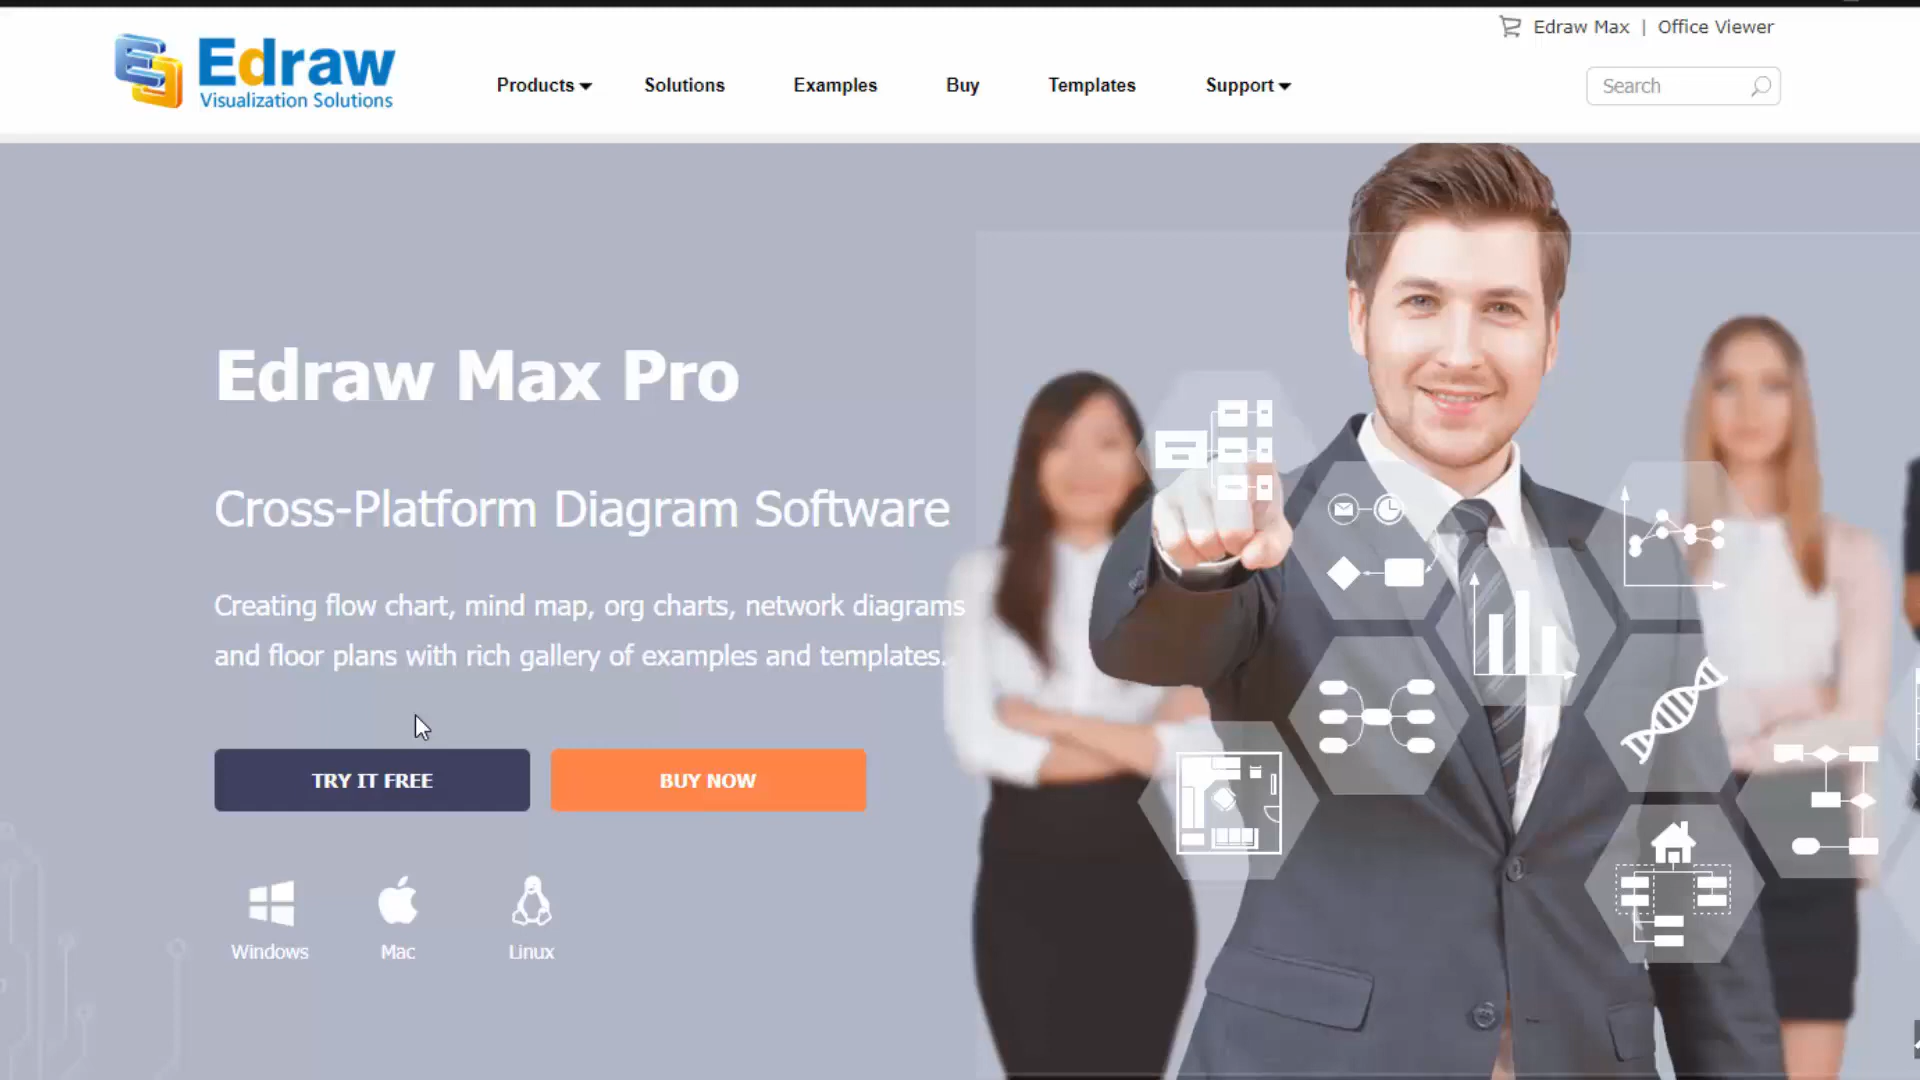 Edraw Max | Office Viewer
Edraw
Visualization Solutions
Products
Solutions
Examples
Buy
Templates
Support
Search
Edraw Max Pro
Cross-Platform Diagram Software
Creating flow chart, mind map, org charts, network diagrams
and floor plans with rich gallery of examples and templates.
TRY IT FREE
BUY NOW
Windows
Mac
Linux